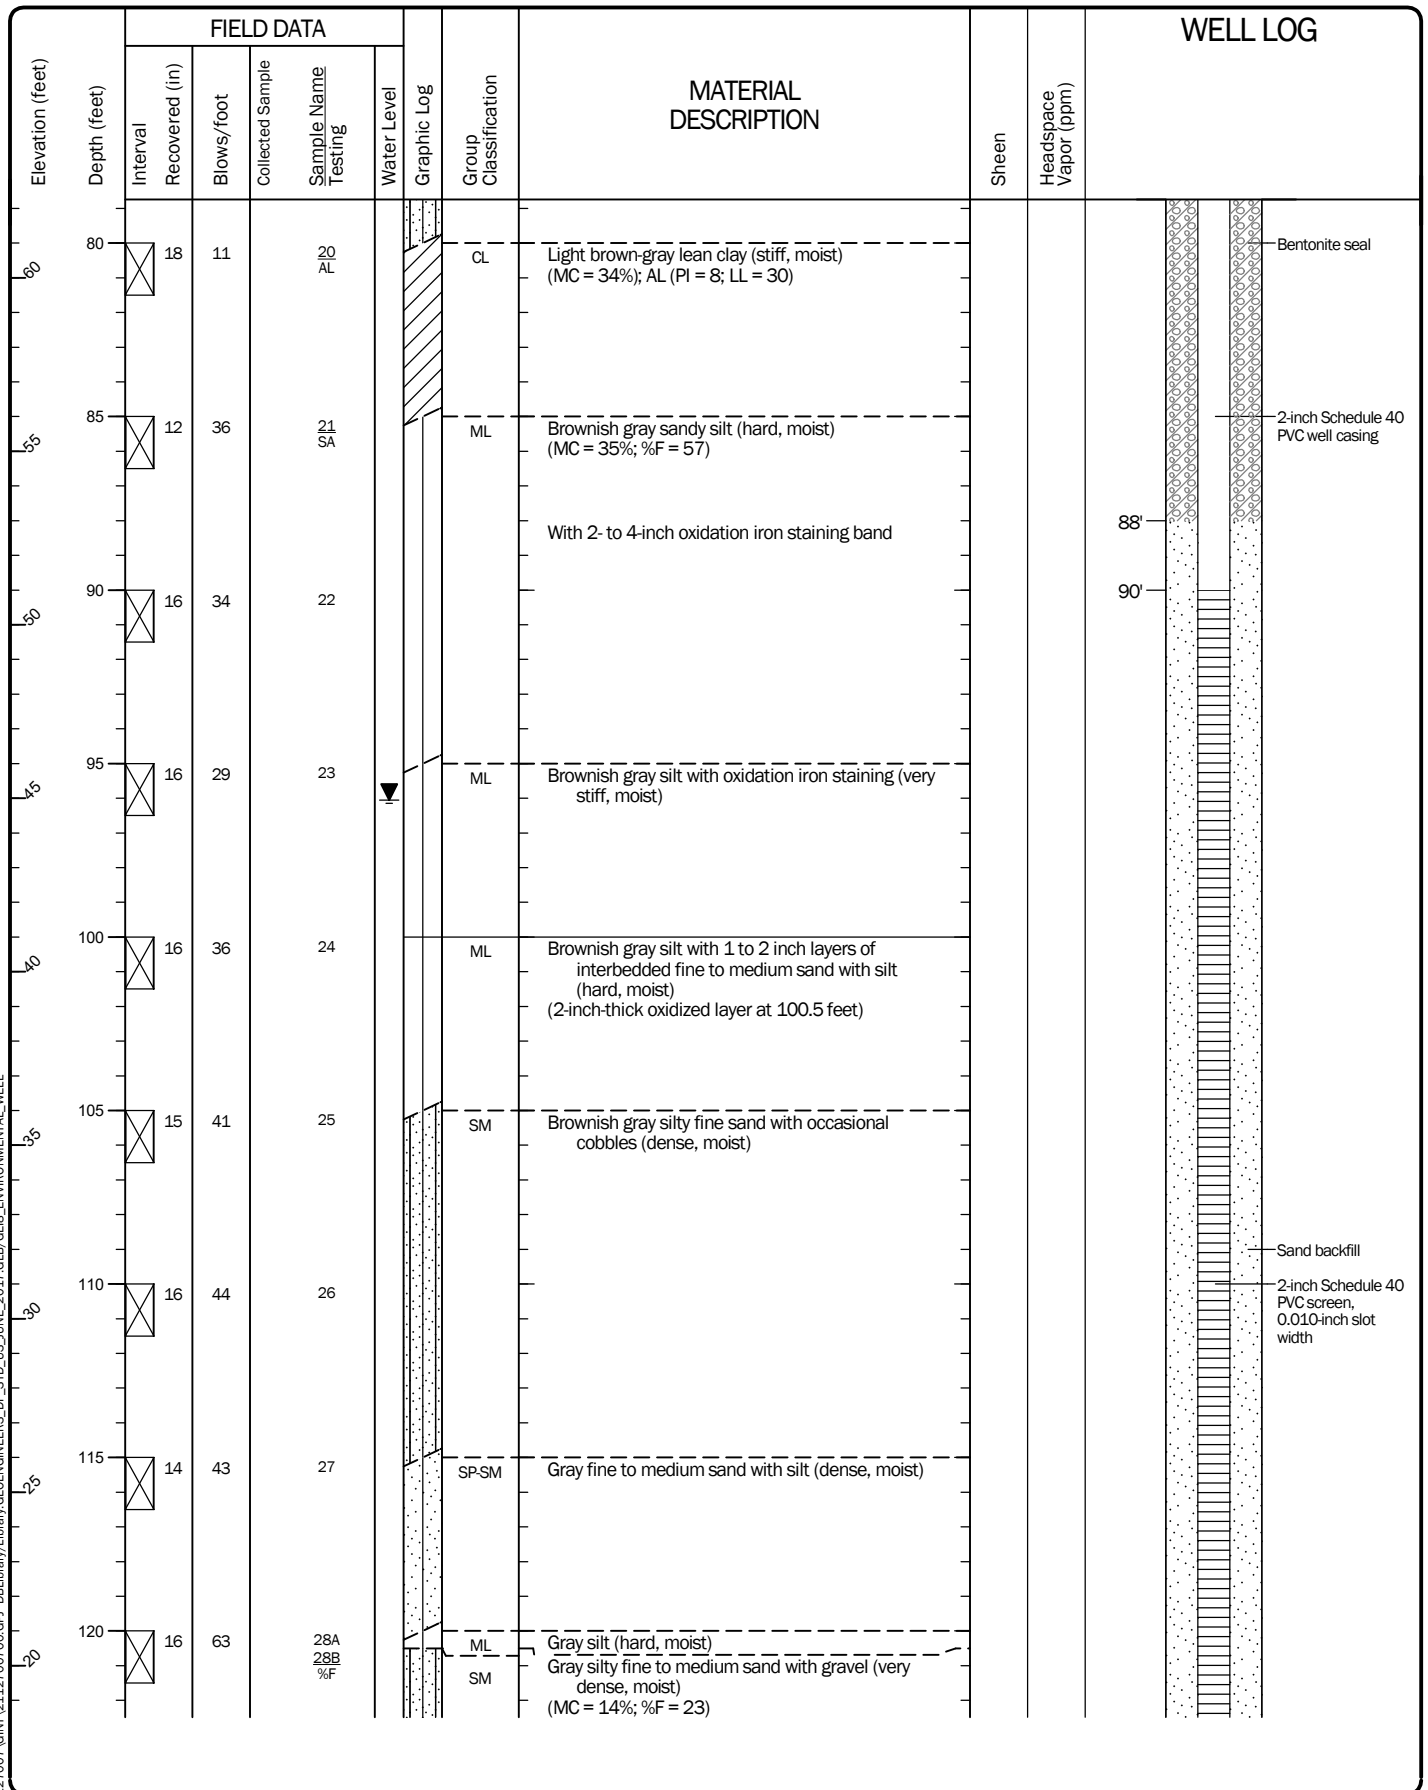 FIELD DATA
WELL LOG
Elevation (feet)
Depth (feet)
Interval
Recovered (in)
Blows/foot
Collected Sample
Sample Name
Testing
Water Level
Graphic Log
Group
Classification
MATERIAL
DESCRIPTION
Sheen
Headspace
Vapor (ppm)
80
18
11
20
AL
CL
Light brown-gray lean clay (stiff, moist)
(MC = 34%); AL (PI = 8; LL = 30)
Bentonite seal
60
85
12
36
21
SA
ML
Brownish gray sandy silt (hard, moist)
(MC = 35%; %F = 57)
2-inch Schedule 40
PVC well casing
55
With 2- to 4-inch oxidation iron staining band
88'
90
16
34
22
90'
50
95
16
29
23
ML
Brownish gray silt with oxidation iron staining (very
stiff, moist)
45
100
16
36
24
ML
Brownish gray silt with 1 to 2 inch layers of
interbedded fine to medium sand with silt
(hard, moist)
(2-inch-thick oxidized layer at 100.5 feet)
40
105
15
41
25
SM
Brownish gray silty fine sand with occasional
cobbles (dense, moist)
35
Sand backfill
110
16
44
26
2-inch Schedule 40
PVC screen,
0.010-inch slot
width
30
115
14
43
27
SP-SM
Gray fine to medium sand with silt (dense, moist)
25
120
16
63
28A
28B
%F
ML
Gray silt (hard, moist)
SM
Gray silty fine to medium sand with gravel (very
dense, moist)
(MC = 14%; %F = 23)
20